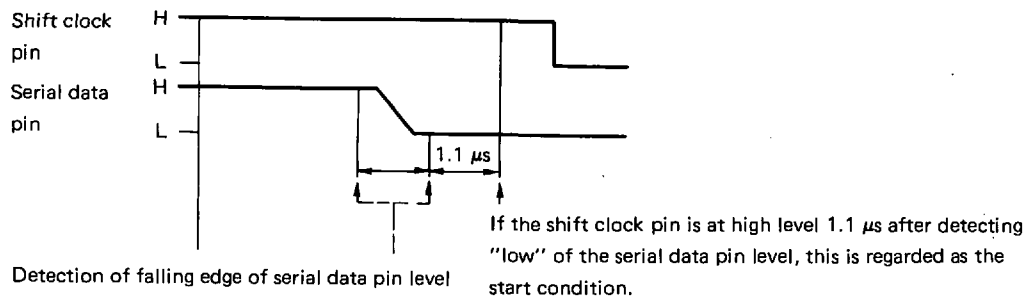 Shift clock
pin
H
L
Serial data
pin
H
L
1.1 μs
Detection of falling edge of serial data pin level
If the shift clock pin is at high level 1.1 μs after detecting
"low" of the serial data pin level, this is regarded as the
start condition.